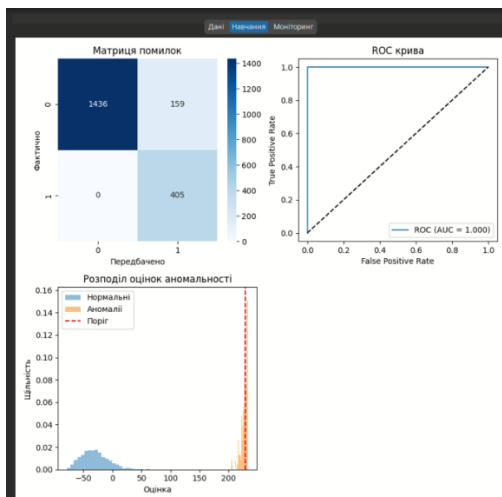 Дані Навчання Моніторинг
Матриця помилок
Фактично
0
1
1436 159
0 405
0 1
Передбачено
1400
1200
1000
800
600
400
200
0
ROC крива
True Positive Rate
1.0
0.8
0.6
0.4
0.2
0.0
ROC (AUC = 1.000)
0.0 0.2 0.4 0.6 0.8 1.0
False Positive Rate
Розподіл оцінок аномальності
Щільність
0.16
0.14
0.12
0.10
0.08
0.06
0.04
0.02
0.00
Нормальні
Аномалії
Поріг
−50 0 50 100 150 200
Оцінка